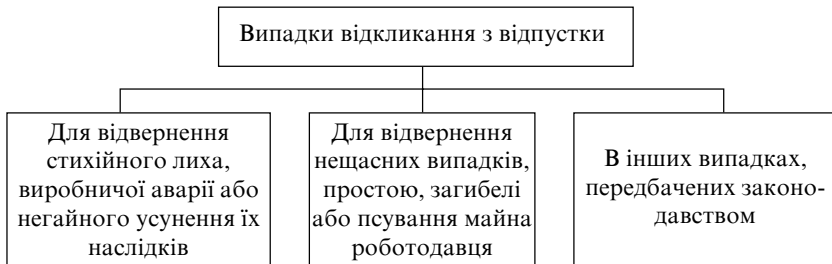 Випадки відкликання з відпустки
Для відвернення
стихійного лиха,
виробничої аварії або
негайного усунення їх
наслідків
Для відвернення
нещасних випадків,
простою, загибелі
або псування майна
роботодавця
В інших випадках,
передбачених законо-
давством